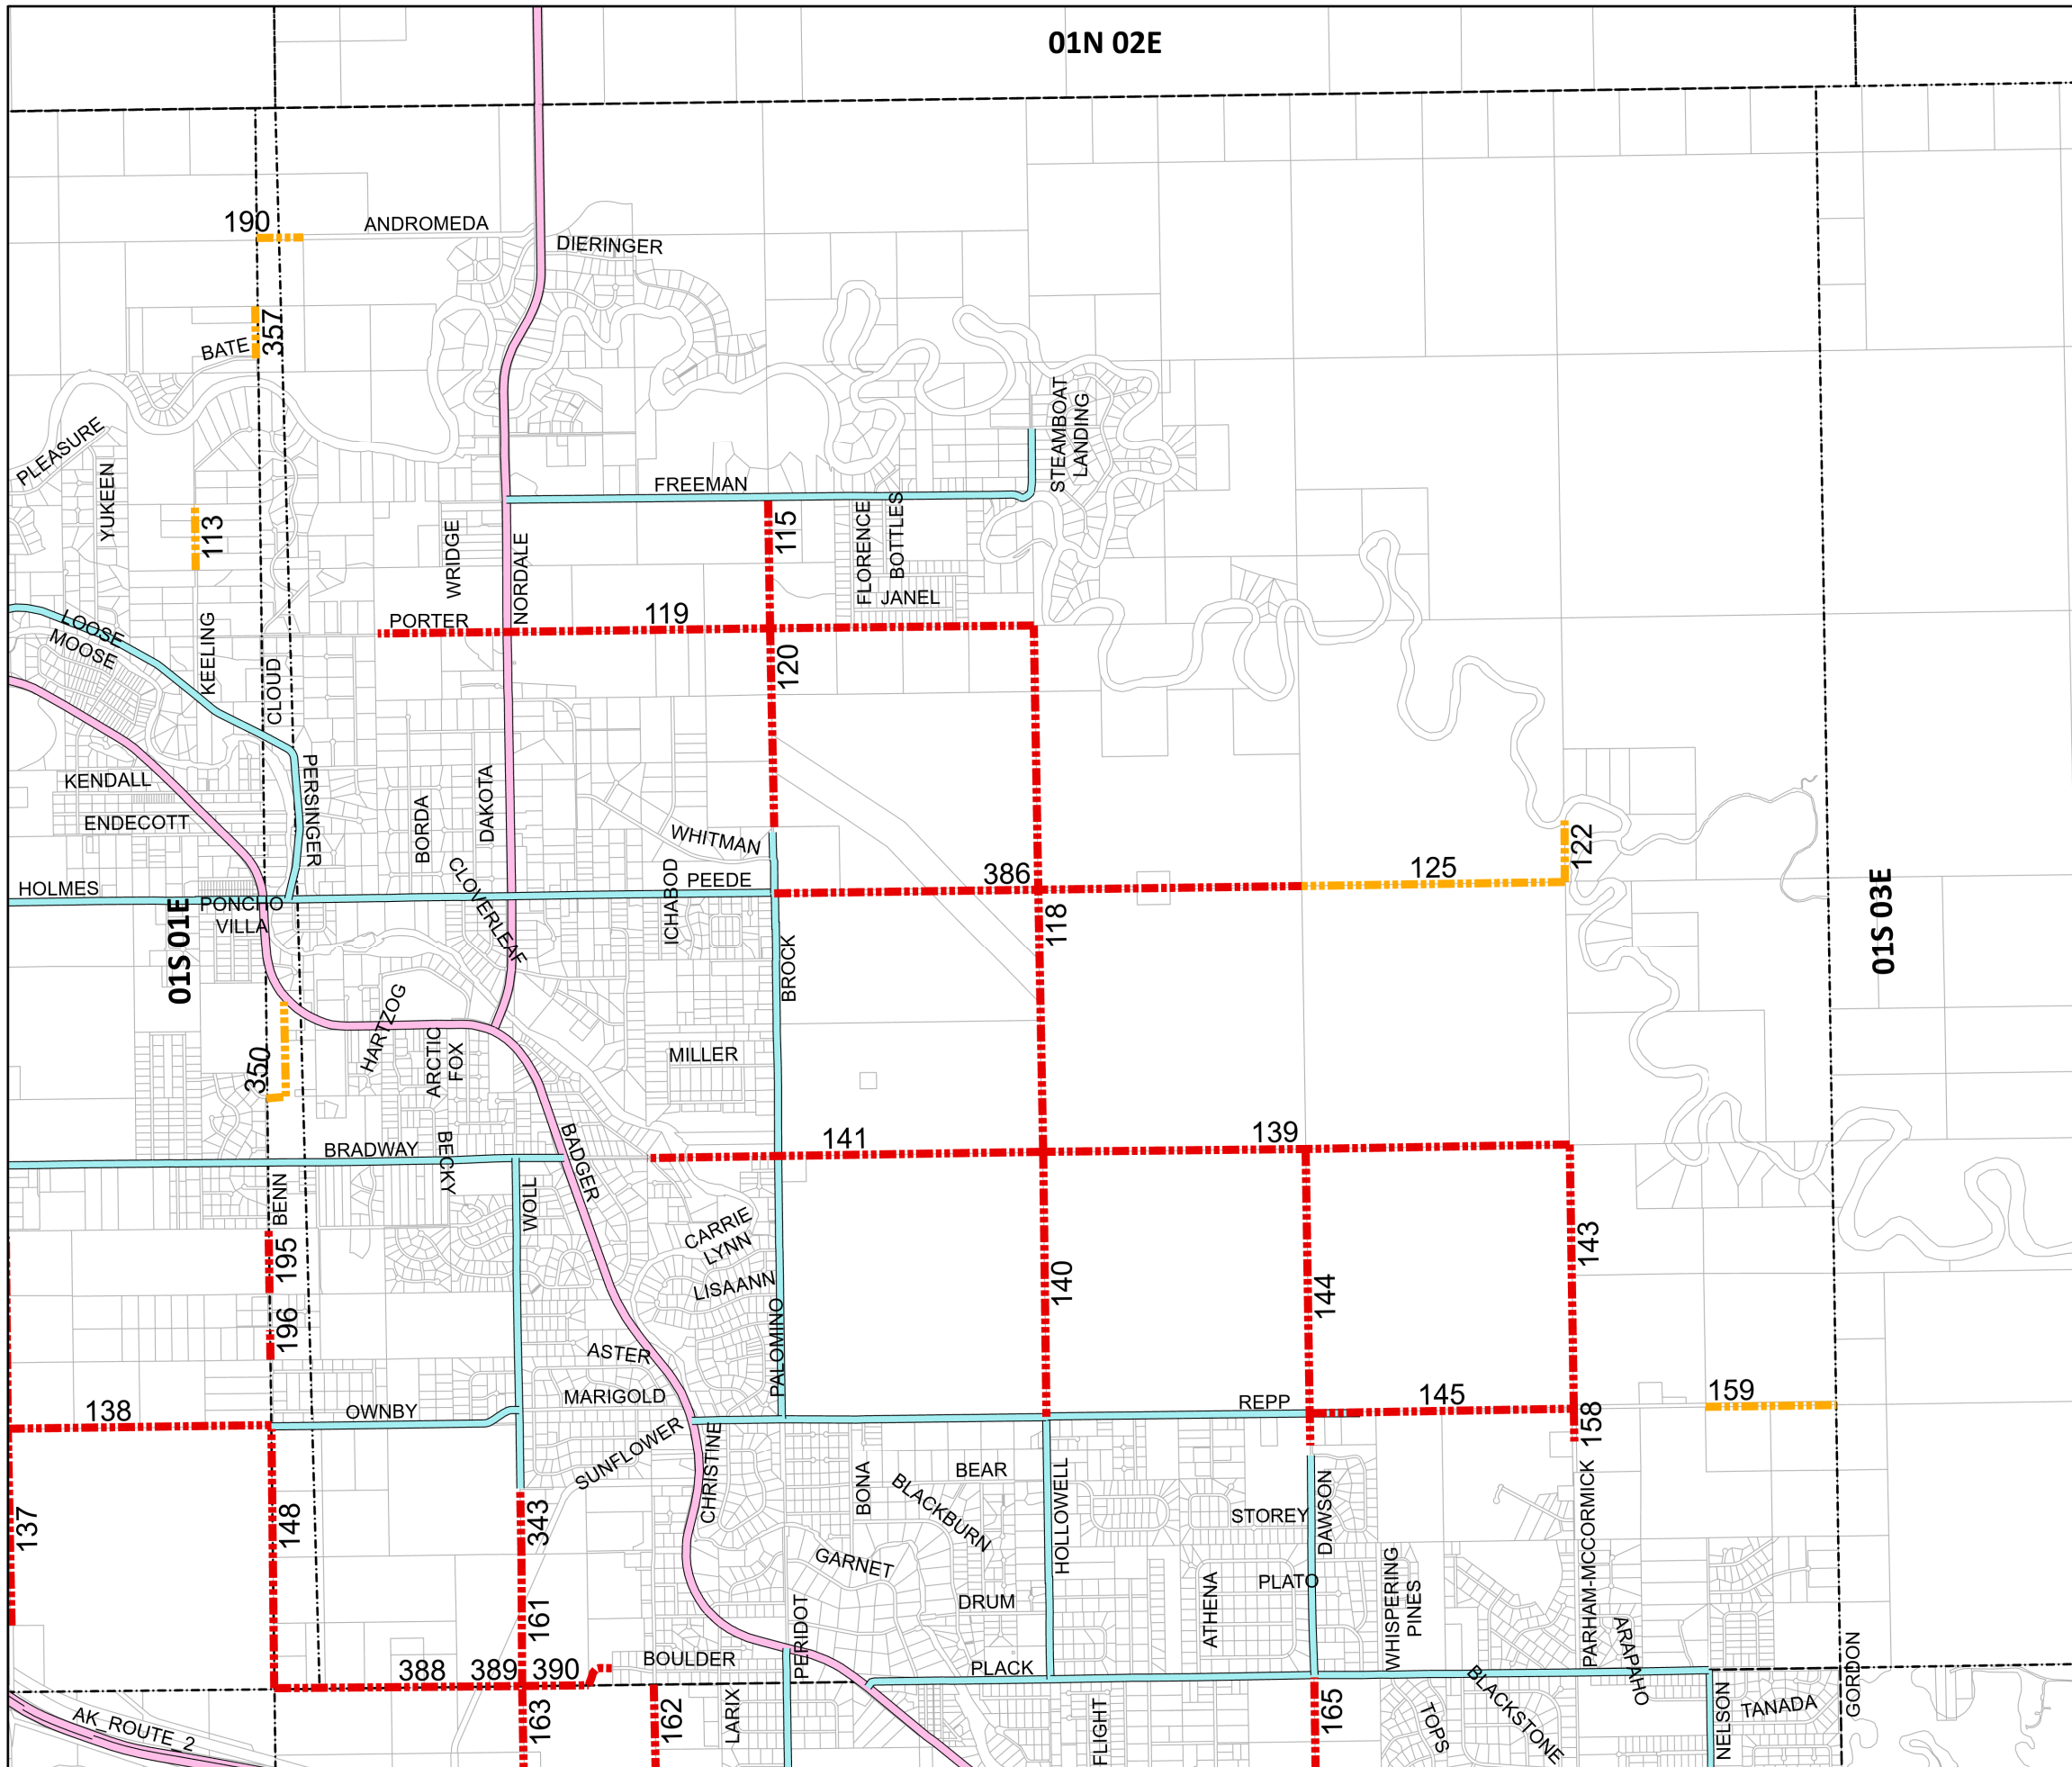 01N 02E
190
ANDROMEDA
DIERINGER
357
BATE
PLEASURE
YUKEEN
113
STEAMBOAT
LANDING
FREEMAN
115
FLORENCE
BOTTLES
JANEL
WRIDGE
NORDALE
PORTER
119
120
LOOSE
MOOSE
KEELING
CLOUD
PERSINGER
KENDALL
ENDECOTT
BORDA
DAKOTA
WHITMAN
CLOVERLEAF
ICHABOD
PEEDE
386
125
122
HOLMES
PONCHO
VILLA
01S 01E
118
01S 03E
BROCK
HARTZOG
ARCTIC
FOX
MILLER
350
BRADWAY
BECKY
BADGER
141
139
BENN
WOLL
CARRIE
LYNN
LISAANN
195
196
140
144
143
PALOMINO
ASTER
MARIGOLD
138
OWNBY
REPP
145
159
158
SUNFLOWER
CHRISTINE
137
148
343
BONA
BEAR
BLACKBURN
HOLLOWELL
STOREY
DAWSON
PARHAM-MCCORMICK
GARNET
PLATO
WHISPERING
PINES
ATHENA
DRUM
161
PERIDOT
ARAPAHO
GORDON
388
389
390
BOULDER
PLACK
AK_ROUTE_2
163
162
LARIX
FLIGHT
165
TOPS
BLACKSTONE
NELSON
TANADA